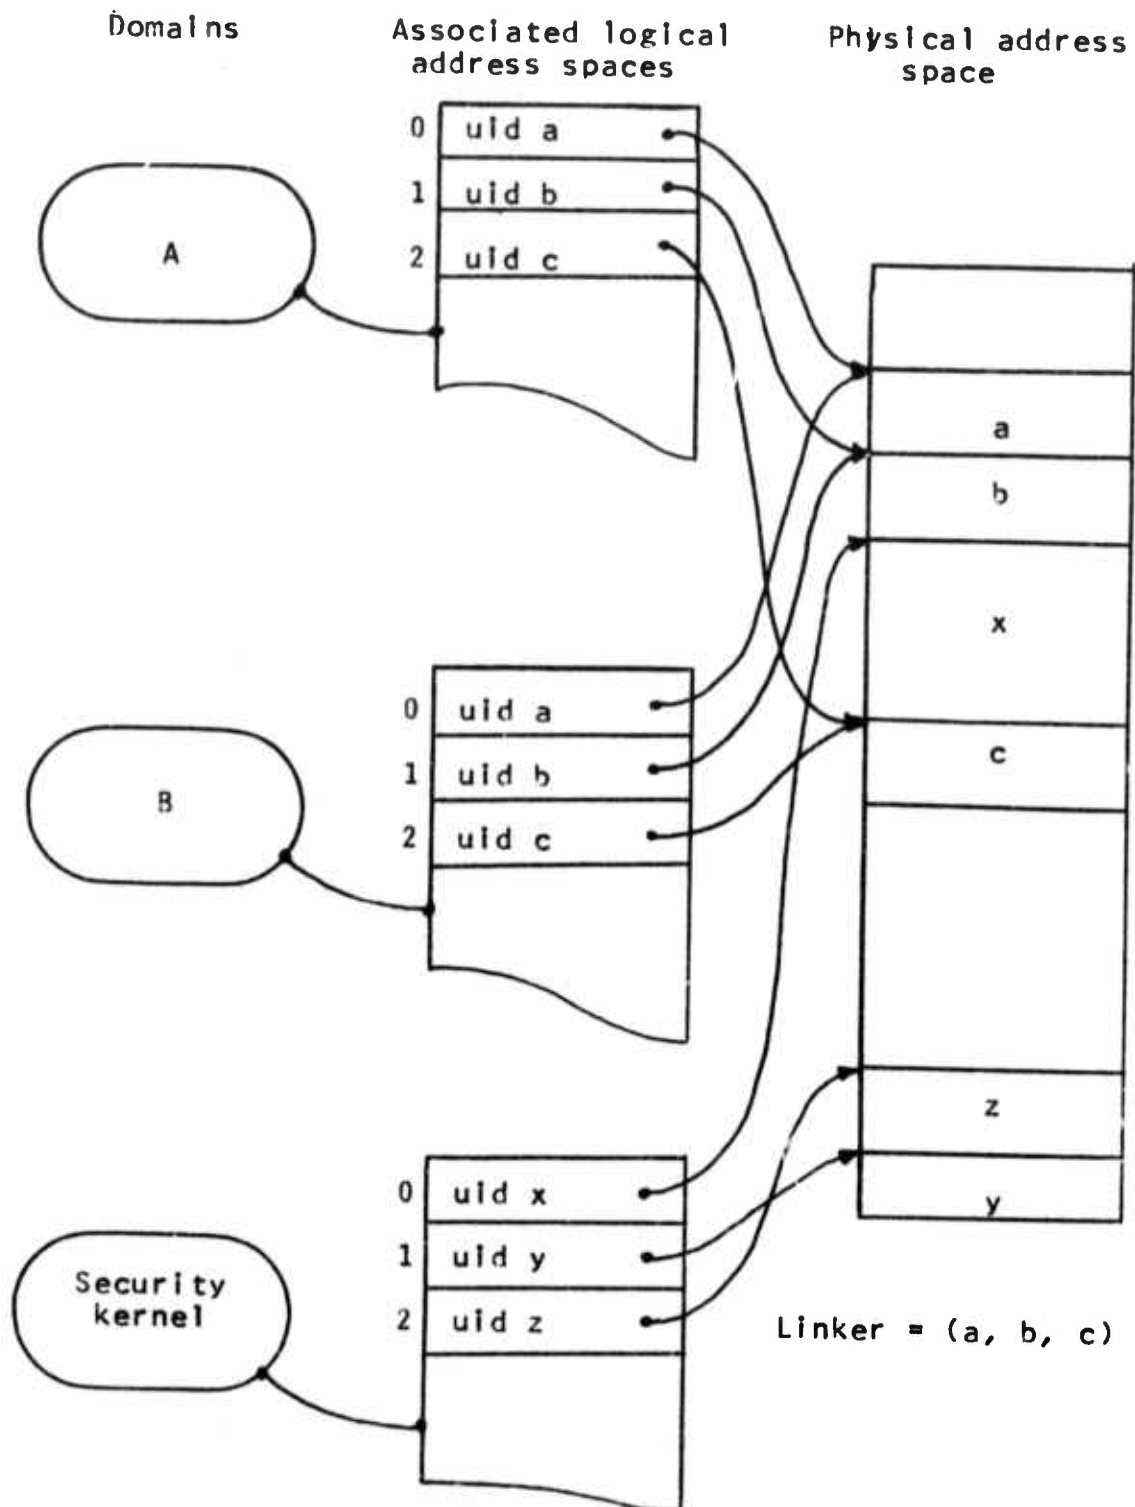 Domains
Associated logical
address spaces
Physical address
space
0 uid a
1 uid b
2 uid c
A
a
b
x
c
z
y
0 uid a
1 uid b
2 uid c
B
0 uid x
1 uid y
2 uid z
Security
kernel
Linker = (a, b, c)